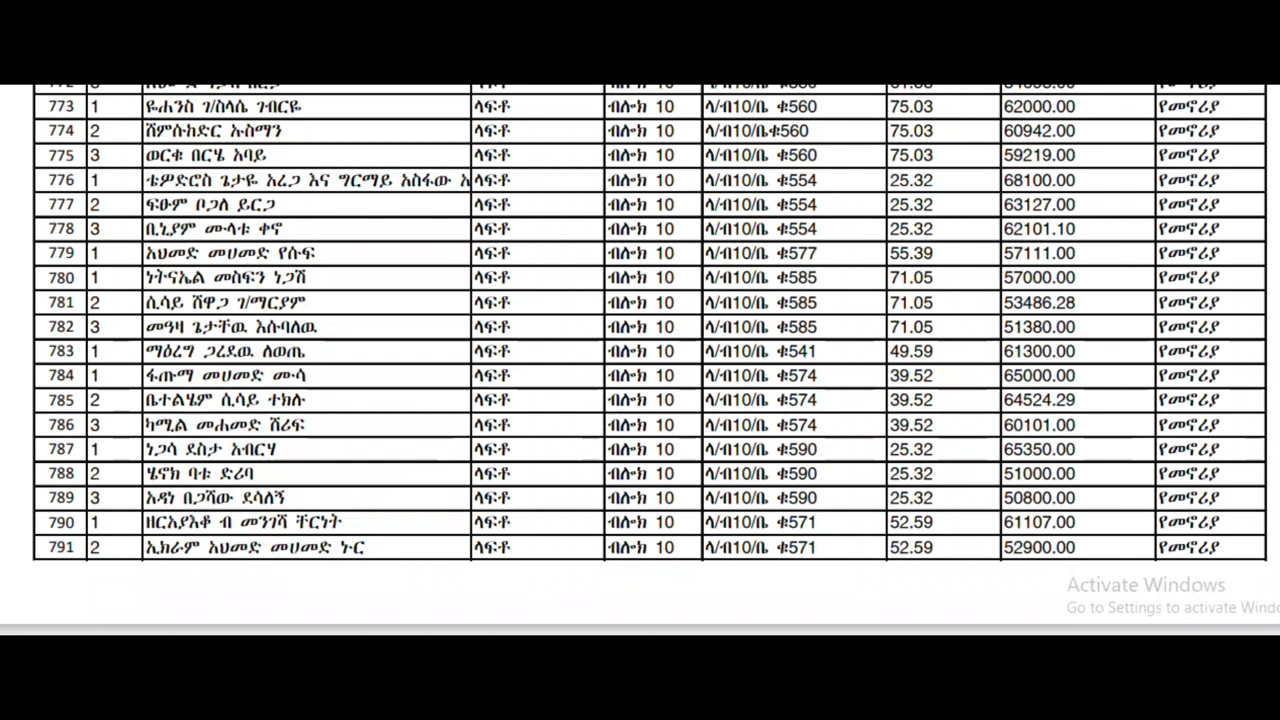 773 1 ዮሐንስ ገ/ስላሴ ገብርዬ ላፍቶ ብሎክ 10 ላ/ብ10/ቤ ቁ560 75.03 62000.00 የመኖሪያ
774 2 ሸምሱከድር ኡስማን ላፍቶ ብሎክ 10 ላ/ብ10/ቤቁ560 75.03 60942.00 የመኖሪያ
775 3 ወርቁ በርሄ አባይ ላፍቶ ብሎክ 10 ላ/ብ10/ቤ ቁ560 75.03 59219.00 የመኖሪያ
776 1 ቴዎድሮስ ጌታዬ አረጋ እና ግርማይ አስፋው አ ላፍቶ ብሎክ 10 ላ/ብ10/ቤ ቁ554 25.32 68100.00 የመኖሪያ
777 2 ፍፁም ቦጋለ ይርጋ ላፍቶ ብሎክ 10 ላ/ብ10/ቤ ቁ554 25.32 63127.00 የመኖሪያ
778 3 ቢኒያም ሙላቱ ቀኖ ላፍቶ ብሎክ 10 ላ/ብ10/ቤ ቁ554 25.32 62101.10 የመኖሪያ
779 1 አህመድ መሀመድ የሱፍ ላፍቶ ብሎክ 10 ላ/ብ10/ቤ ቁ577 55.39 57111.00 የመኖሪያ
780 1 ነትናኤል መስፍን ነጋሽ ላፍቶ ብሎክ 10 ላ/ብ10/ቤ ቁ585 71.05 57000.00 የመኖሪያ
781 2 ሲሳይ ሸዋጋ ገ/ማርያም ላፍቶ ብሎክ 10 ላ/ብ10/ቤ ቁ585 71.05 53486.28 የመኖሪያ
782 3 መዓዛ ጌታቸዉ እሱባለዉ ላፍቶ ብሎክ 10 ላ/ብ10/ቤ ቁ585 71.05 51380.00 የመኖሪያ
783 1 ማዕረግ ጋረደዉ ለወጤ ላፍቶ ብሎክ 10 ላ/ብ10/ቤ ቁ541 49.59 61300.00 የመኖሪያ
784 1 ፋጡማ መሀመድ ሙሳ ላፍቶ ብሎክ 10 ላ/ብ10/ቤ ቁ574 39.52 65000.00 የመኖሪያ
785 2 ቤተልሄም ሲሳይ ተክሉ ላፍቶ ብሎክ 10 ላ/ብ10/ቤ ቁ574 39.52 64524.29 የመኖሪያ
786 3 ካሚል መሐመድ ሸሪፍ ላፍቶ ብሎክ 10 ላ/ብ10/ቤ ቁ574 39.52 60101.00 የመኖሪያ
787 1 ነጋሳ ደስታ አብርሃ ላፍቶ ብሎክ 10 ላ/ብ10/ቤ ቁ590 25.32 65350.00 የመኖሪያ
788 2 ሄኖክ ባቱ ድሪባ ላፍቶ ብሎክ 10 ላ/ብ10/ቤ ቁ590 25.32 51000.00 የመኖሪያ
789 3 አዳነ በጋሻው ደሳለኝ ላፍቶ ብሎክ 10 ላ/ብ10/ቤ ቁ590 25.32 50800.00 የመኖሪያ
790 1 ዘርአያእቆ ብ መንገሻ ቸርነት ላፍቶ ብሎክ 10 ላ/ብ10/ቤ ቁ571 52.59 61107.00 የመኖሪያ
791 2 ኢክራም አህመድ መሀመድ ኑር ላፍቶ ብሎክ 10 ላ/ብ10/ቤ ቁ571 52.59 52900.00 የመኖሪያ
Activate Windows
Go to Settings to activate Windo